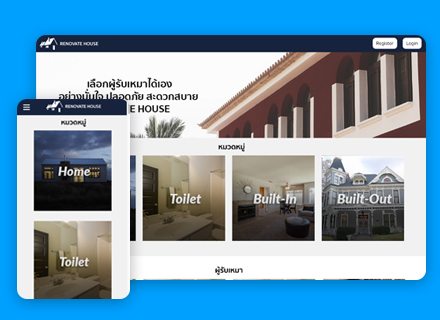 RENOVATE HOUSE
Register
Login
เลือกผู้รับเหมาได้เอง
อย่างมั่นใจ ปลอดภัย สะดวกสบาย
HOUSE
หมวดหมู่
Toilet
Built-In
Built-Out
ผู้รับเหมา
RENOVATE HOUSE
หมวดหมู่
Home
Toilet